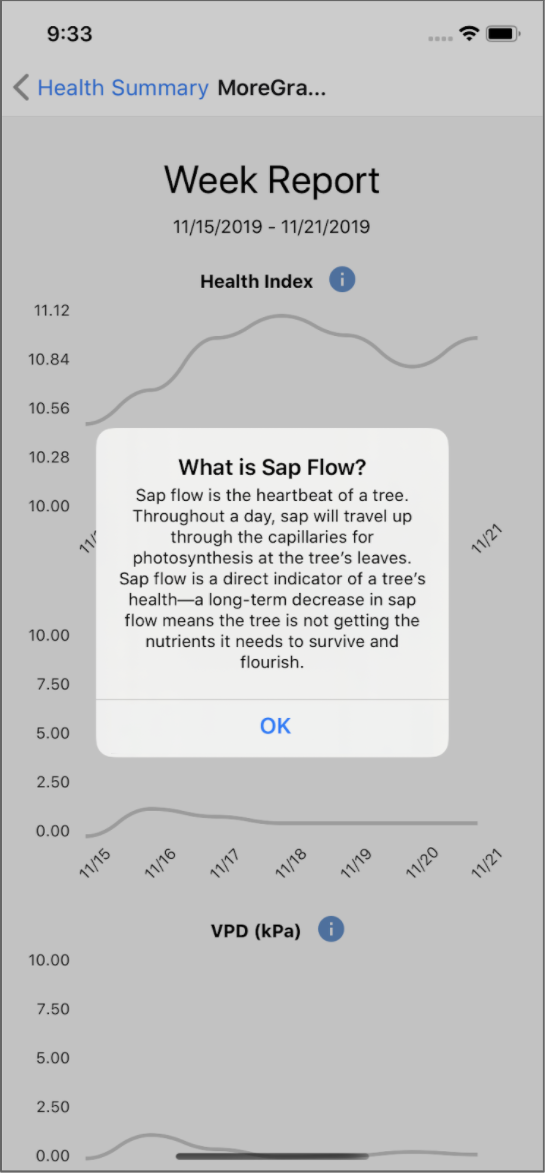 9:33
Health Summary MoreGra...
Week Report
11/15/2019 - 11/21/2019
Health Index i
11.12
10.84
10.56
10.28
10.00
11/21
What is Sap Flow?
Sap flow is the heartbeat of a tree.
Throughout a day, sap will travel up
through the capillaries for
photosynthesis at the tree's leaves.
Sap flow is a direct indicator of a tree's
health—a long-term decrease in sap
flow means the tree is not getting the
nutrients it needs to survive and
flourish.
OK
10.00
7.50
5.00
2.50
0.00
11/15 11/16 11/17 11/18 11/19 11/20 11/21
VPD (kPa) i
10.00
7.50
5.00
2.50
0.00